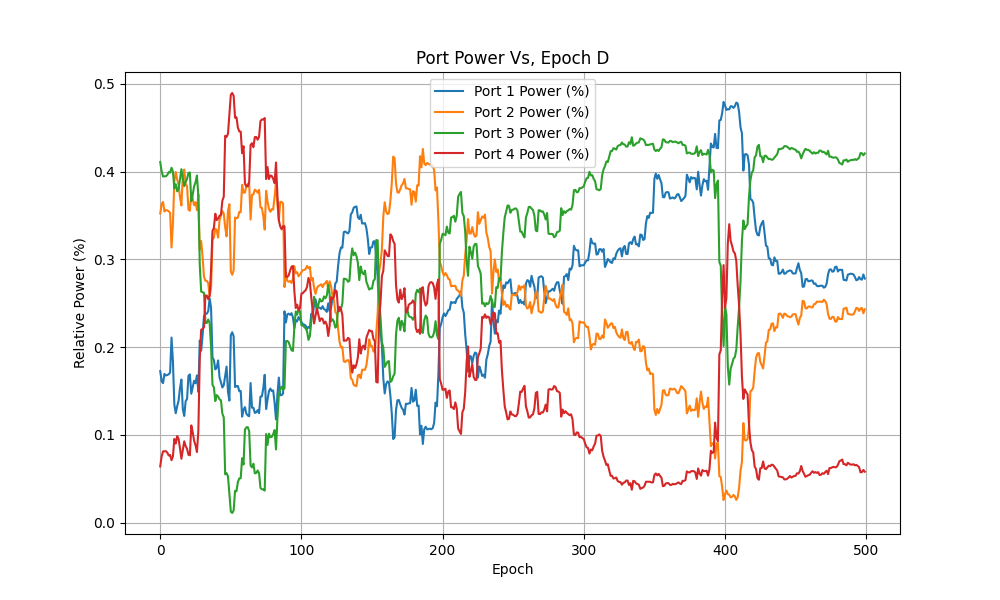 Port Power Vs, Epoch D
Port 1 Power (%)
Port 2 Power (%)
Port 3 Power (%)
Port 4 Power (%)
Relative Power (%)
0.5
0.4
0.3
0.2
0.1
0.0
0 100 200 300 400 500
Epoch